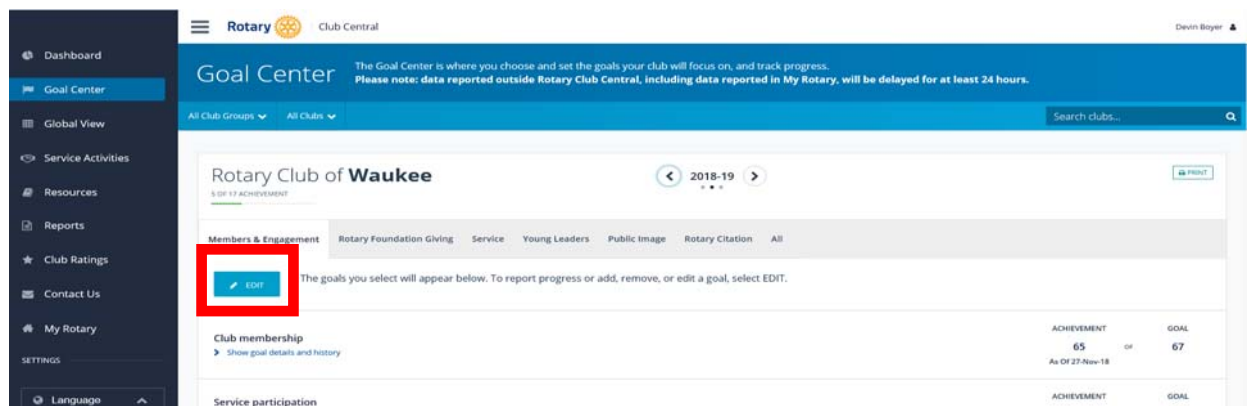 Rotary Club Central
Devin Boyer
Dashboard
Goal Center
Global View
Service Activities
Resources
Reports
Club Ratings
Contact Us
My Rotary
SETTINGS
Language
Goal Center
The Goal Center is where you choose and set the goals your club will focus on, and track progress.
Please note: data reported outside Rotary Club Central, including data reported in My Rotary, will be delayed for at least 24 hours.
All Club Groups All Clubs Search clubs...
Rotary Club of Waukee
5 OF 17 ACHIEVEMENT
2018-19
PRINT
Members & Engagement Rotary Foundation Giving Service Young Leaders Public Image Rotary Citation All
EDIT The goals you select will appear below. To report progress or add, remove, or edit a goal, select EDIT.
Club membership
Show goal details and history
ACHIEVEMENT GOAL
65 OF 67
As Of 27-Nov-18
Service participation
ACHIEVEMENT GOAL